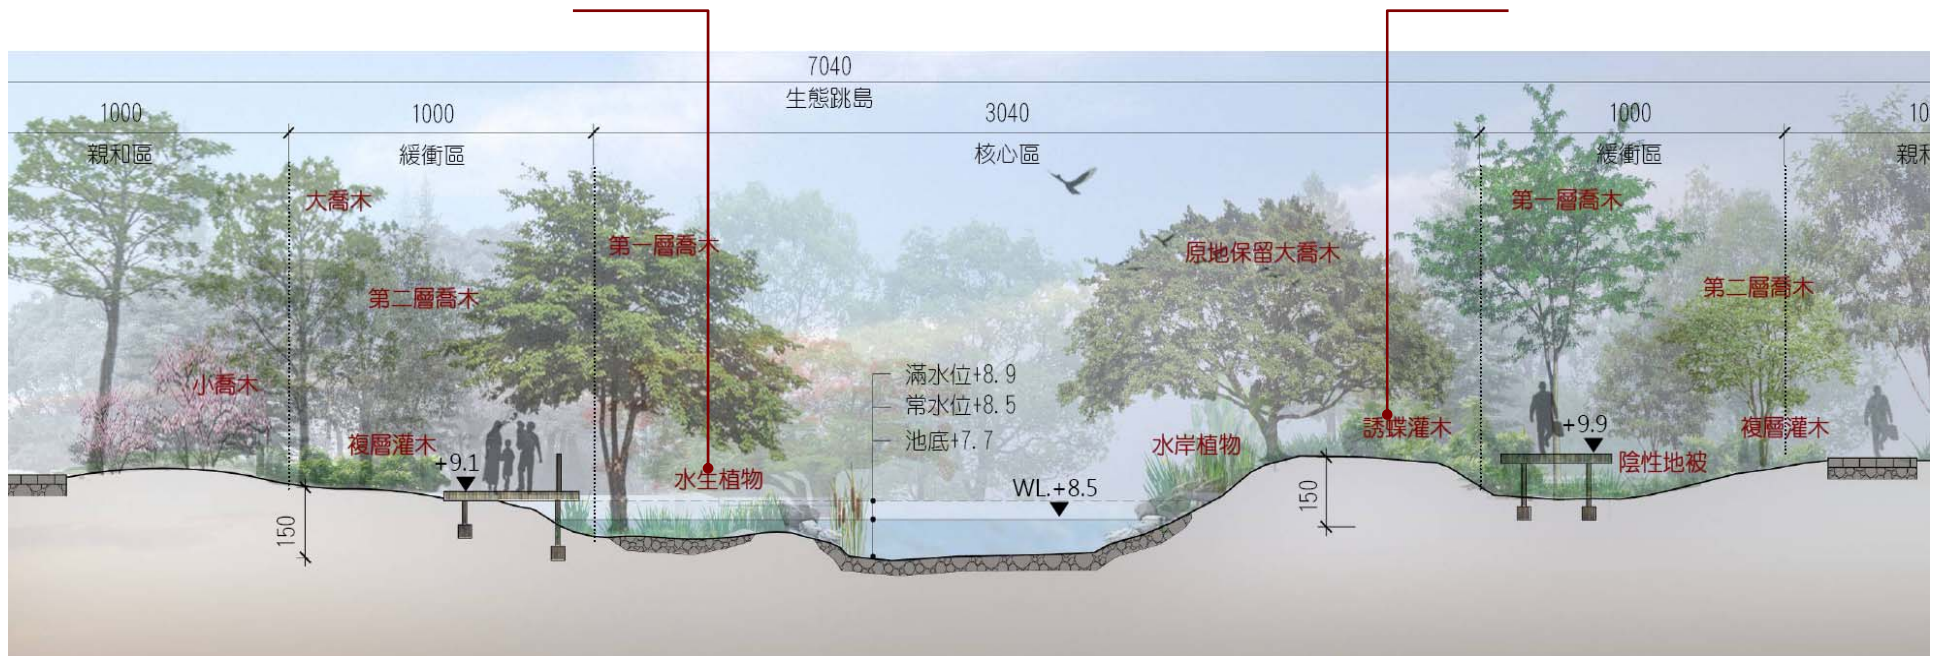 7040
生態跳島
1000
1000
3040
1000
10
親和區
緩衝區
核心區
緩衝區
親和
大喬木
第一層喬木
第一層喬木
原地保留大喬木
第二層喬木
第二層喬木
小喬木
滿水位+8.9
常水位+8.5
池底+7.7
複層灌木
+9.1
水生植物
水岸植物
誘蝶灌木
+9.9
複層灌木
陰性地被
WL.+8.5
150
150